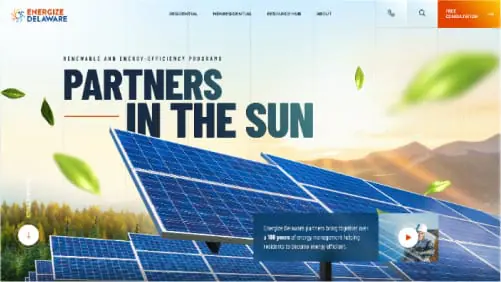 ENERGIZE
DELAWARE
RESIDENTIAL
NONRESIDENTIAL
RESOURCE HUB
ABOUT
FREE
CONSULTATION
RENEWABLE AND ENERGY-EFFICIENCY PROGRAMS
PARTNERS
IN THE SUN
Energize Delaware partners bring together over
a 100 years of energy management helping
residents to become energy efficient.